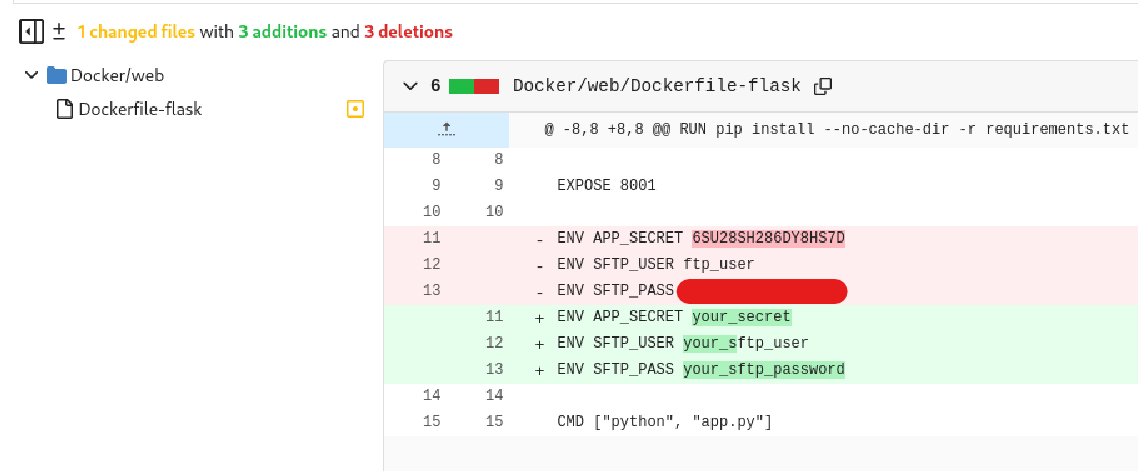 ± 1 changed files with 3 additions and 3 deletions
Docker/web
Dockerfile-flask
6 Docker/web/Dockerfile-flask
@ -8,8 +8,8 @@ RUN pip install --no-cache-dir -r requirements.txt
8 8
9 9 EXPOSE 8001
10 10
11 - ENV APP_SECRET 6SU28SH286DY8HS7D
12 - ENV SFTP_USER ftp_user
13 - ENV SFTP_PASS
11 + ENV APP_SECRET your_secret
12 + ENV SFTP_USER your_sftp_user
13 + ENV SFTP_PASS your_sftp_password
14 14
15 15 CMD ["python", "app.py"]